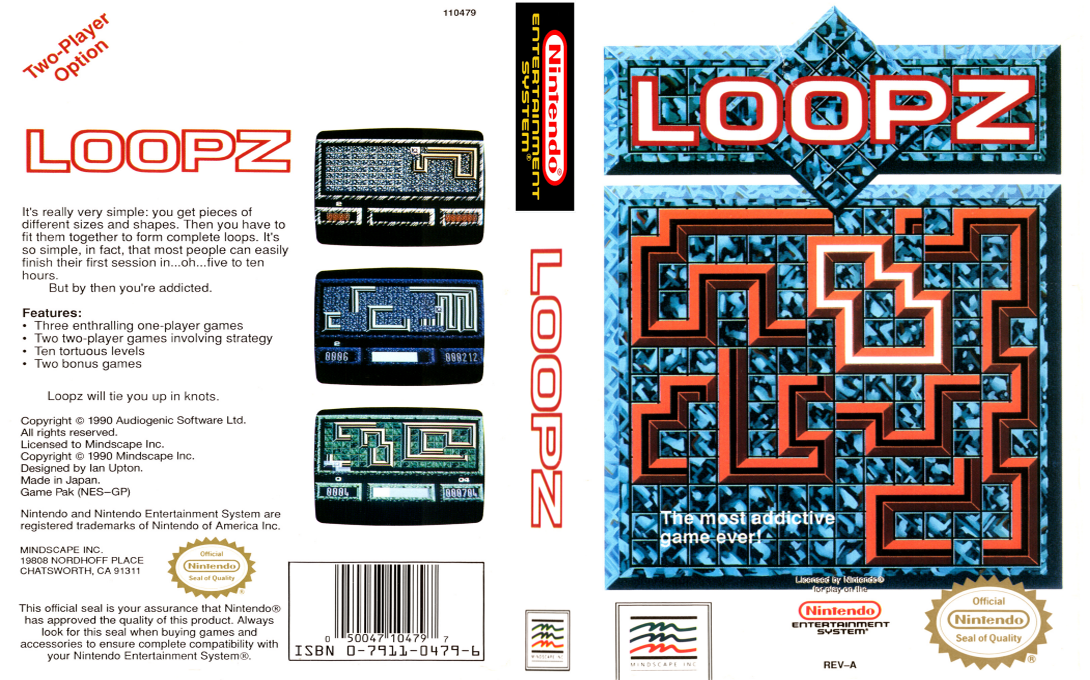 Two-Player
Option
110479
LOOPZ
It's really very simple: you get pieces of
different sizes and shapes. Then you have to
fit them together to form complete loops. It's
so simple, in fact, that most people can easily
finish their first session in...oh...five to ten
hours.
But by then you're addicted.
Features:
• Three enthralling one-player games
• Two two-player games involving strategy
• Ten tortuous levels
• Two bonus games
Loopz will tie you up in knots.
Copyright © 1990 Audiogenic Software Ltd.
All rights reserved.
Licensed to Mindscape Inc.
Copyright © 1990 Mindscape Inc.
Designed by Ian Upton.
Made in Japan.
Game Pak (NES–GP)
Nintendo and Nintendo Entertainment System are
registered trademarks of Nintendo of America Inc.
MINDSCAPE INC.
19808 NORDHOFF PLACE
CHATSWORTH, CA 91311
Official
Nintendo
Seal of Quality
®
This official seal is your assurance that Nintendo®
has approved the quality of this product. Always
look for this seal when buying games and
accessories to ensure complete compatibility with
your Nintendo Entertainment System®.
2
2
0006
000212
0
04
0004
000704
0 50047 10479 7
ISBN 0-7911-0479-6
Nintendo®
ENTERTAINMENT
SYSTEM®
LOOPZ
MINDSCAPE INC
LOOPZ
The most addictive
game ever!
Licensed by Nintendo®
for play on the
Nintendo
ENTERTAINMENT
SYSTEM®
MINDSCAPE INC
REV–A
Official
Nintendo
Seal of Quality
®